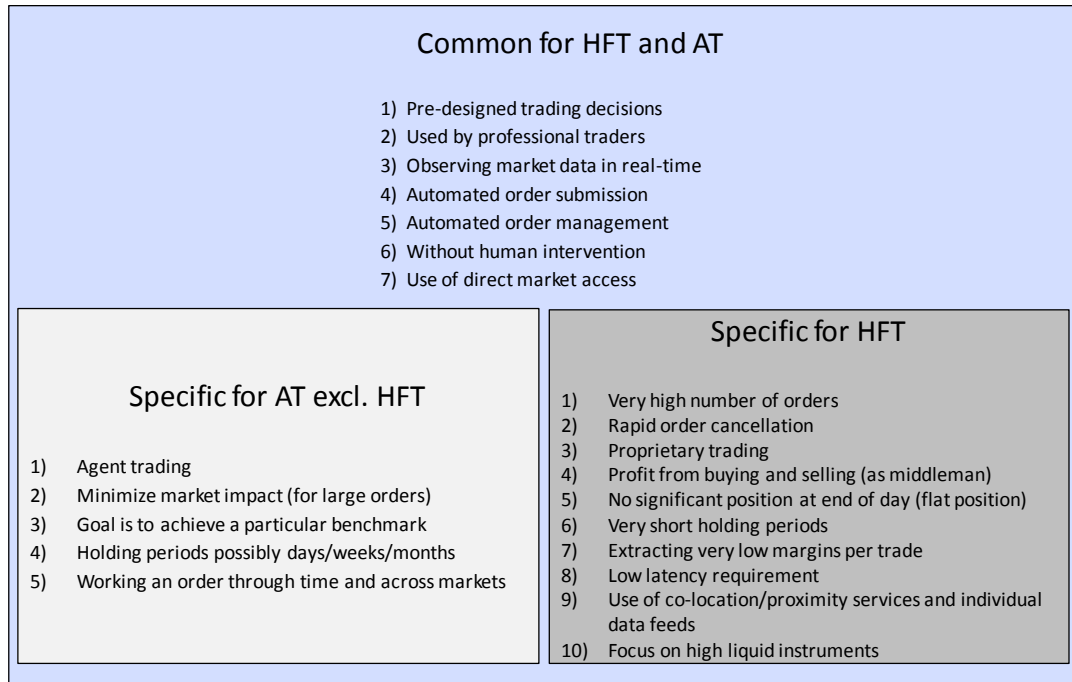 Common for HFT and AT
1) Pre-designed trading decisions
2) Used by professional traders
3) Observing market data in real-time
4) Automated order submission
5) Automated order management
6) Without human intervention
7) Use of direct market access
Specific for AT excl. HFT
1) Agent trading
2) Minimize market impact (for large orders)
3) Goal is to achieve a particular benchmark
4) Holding periods possibly days/weeks/months
5) Working an order through time and across markets
Specific for HFT
1) Very high number of orders
2) Rapid order cancellation
3) Proprietary trading
4) Profit from buying and selling (as middleman)
5) No significant position at end of day (flat position)
6) Very short holding periods
7) Extracting very low margins per trade
8) Low latency requirement
9) Use of co-location/proximity services and individual
data feeds
10) Focus on high liquid instruments